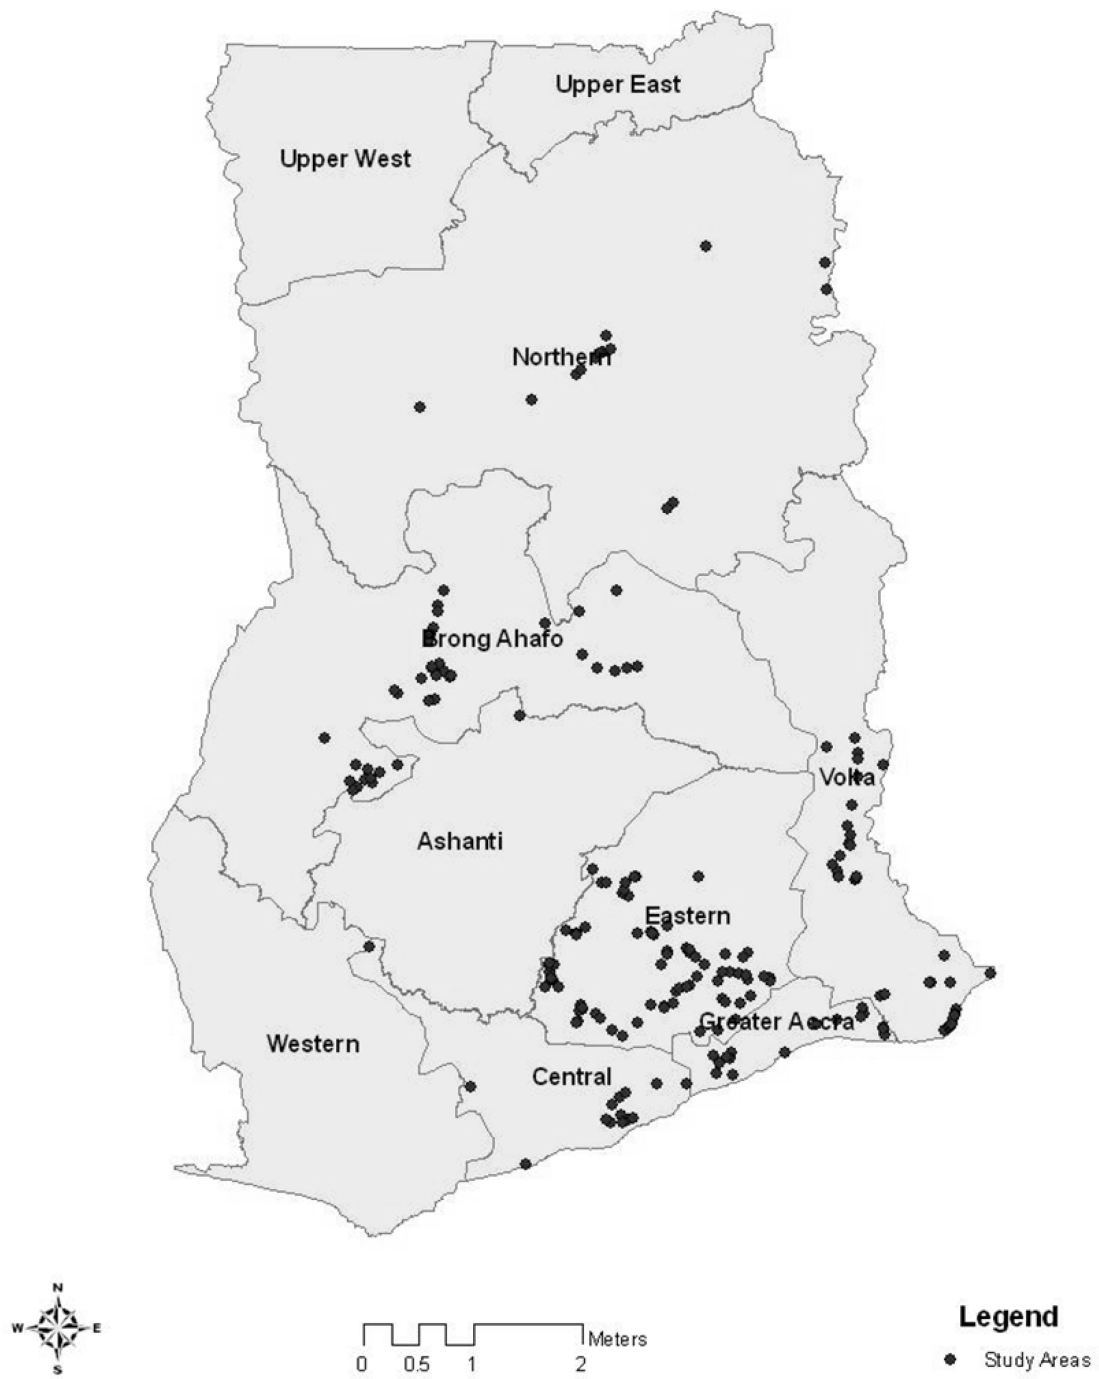 Upper East
Upper West
Northern
Brong Ahafo
Volta
Ashanti
Eastern
Greater Accra
Western
Central
N
W E
S
0 0.5 1 2 Meters
Legend
Study Areas